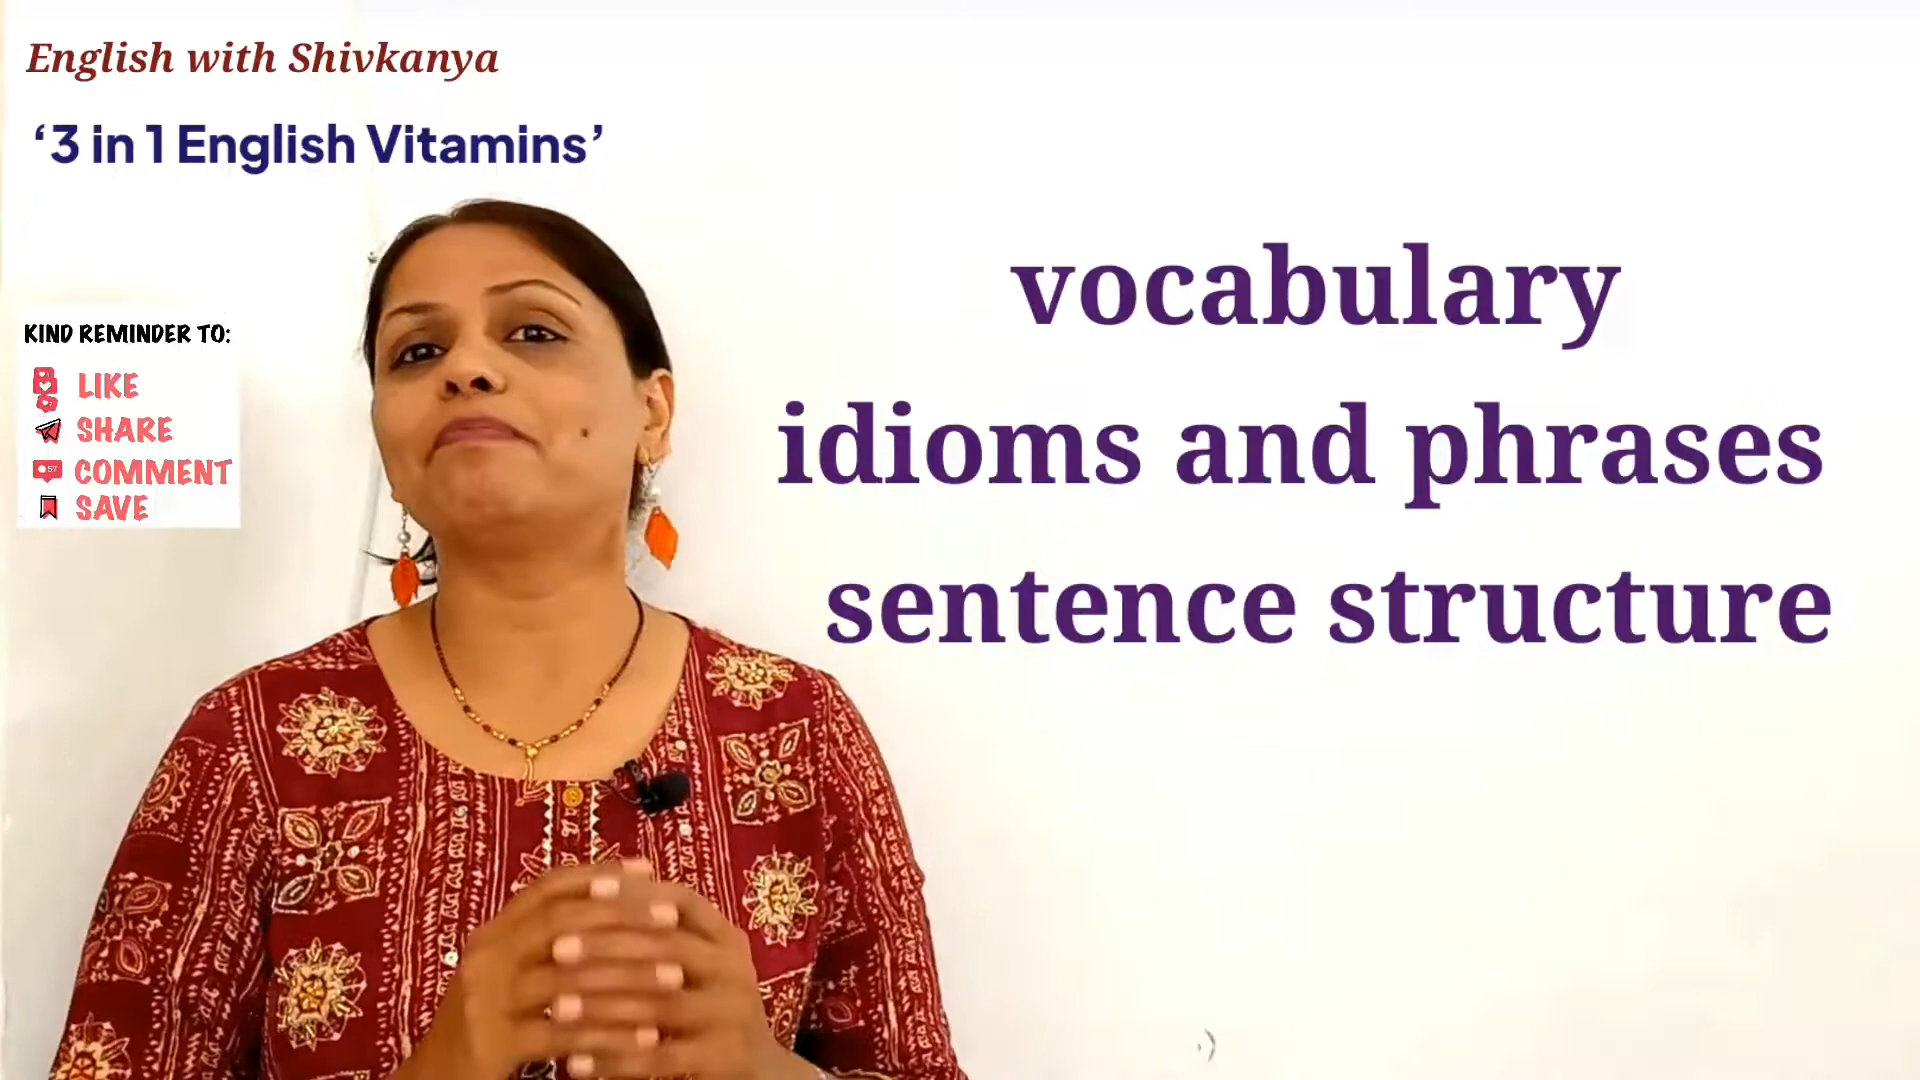 English with Shivkanya
‘3 in 1 English Vitamins’
KIND REMINDER TO:
LIKE
SHARE
57
COMMENT
SAVE
vocabulary
idioms and phrases
sentence structure